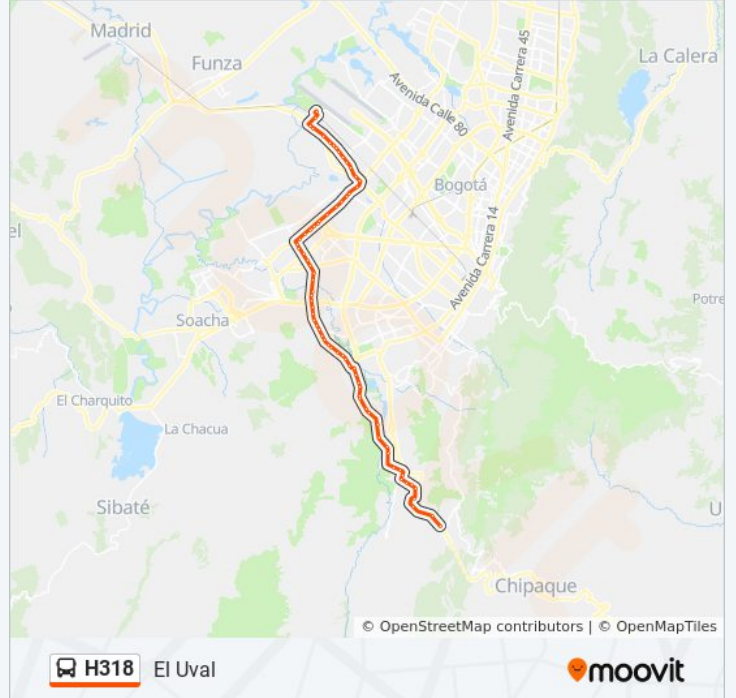 Madrid
Funza
La Calera
Avenida Carrera 45
Avenida Calle 80
Bogotá
el
Avenida Carrera 14
Potre
Soacha
El Charquito
La Chacua
Sibaté
U
Chipaque
© OpenStreetMap contributors | © OpenMapTiles
H318 El Uval
moovit